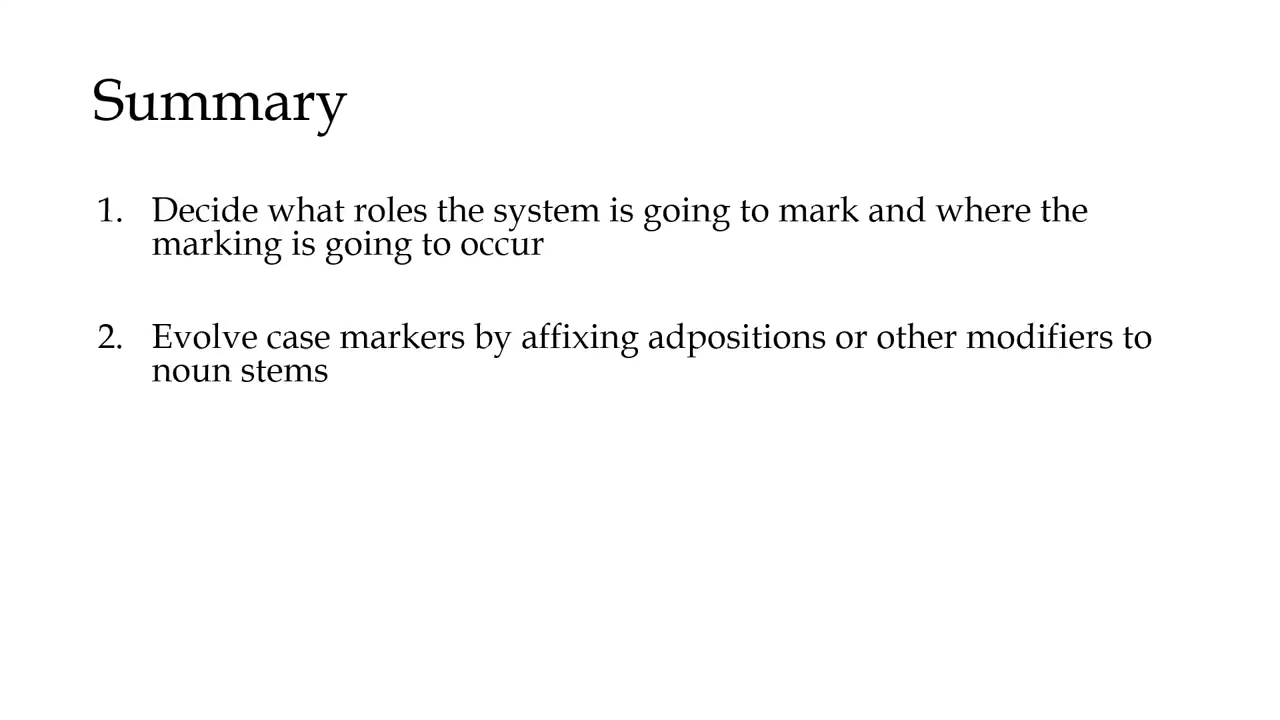 Summary
1. Decide what roles the system is going to mark and where the
marking is going to occur
2. Evolve case markers by affixing adpositions or other modifiers to
noun stems